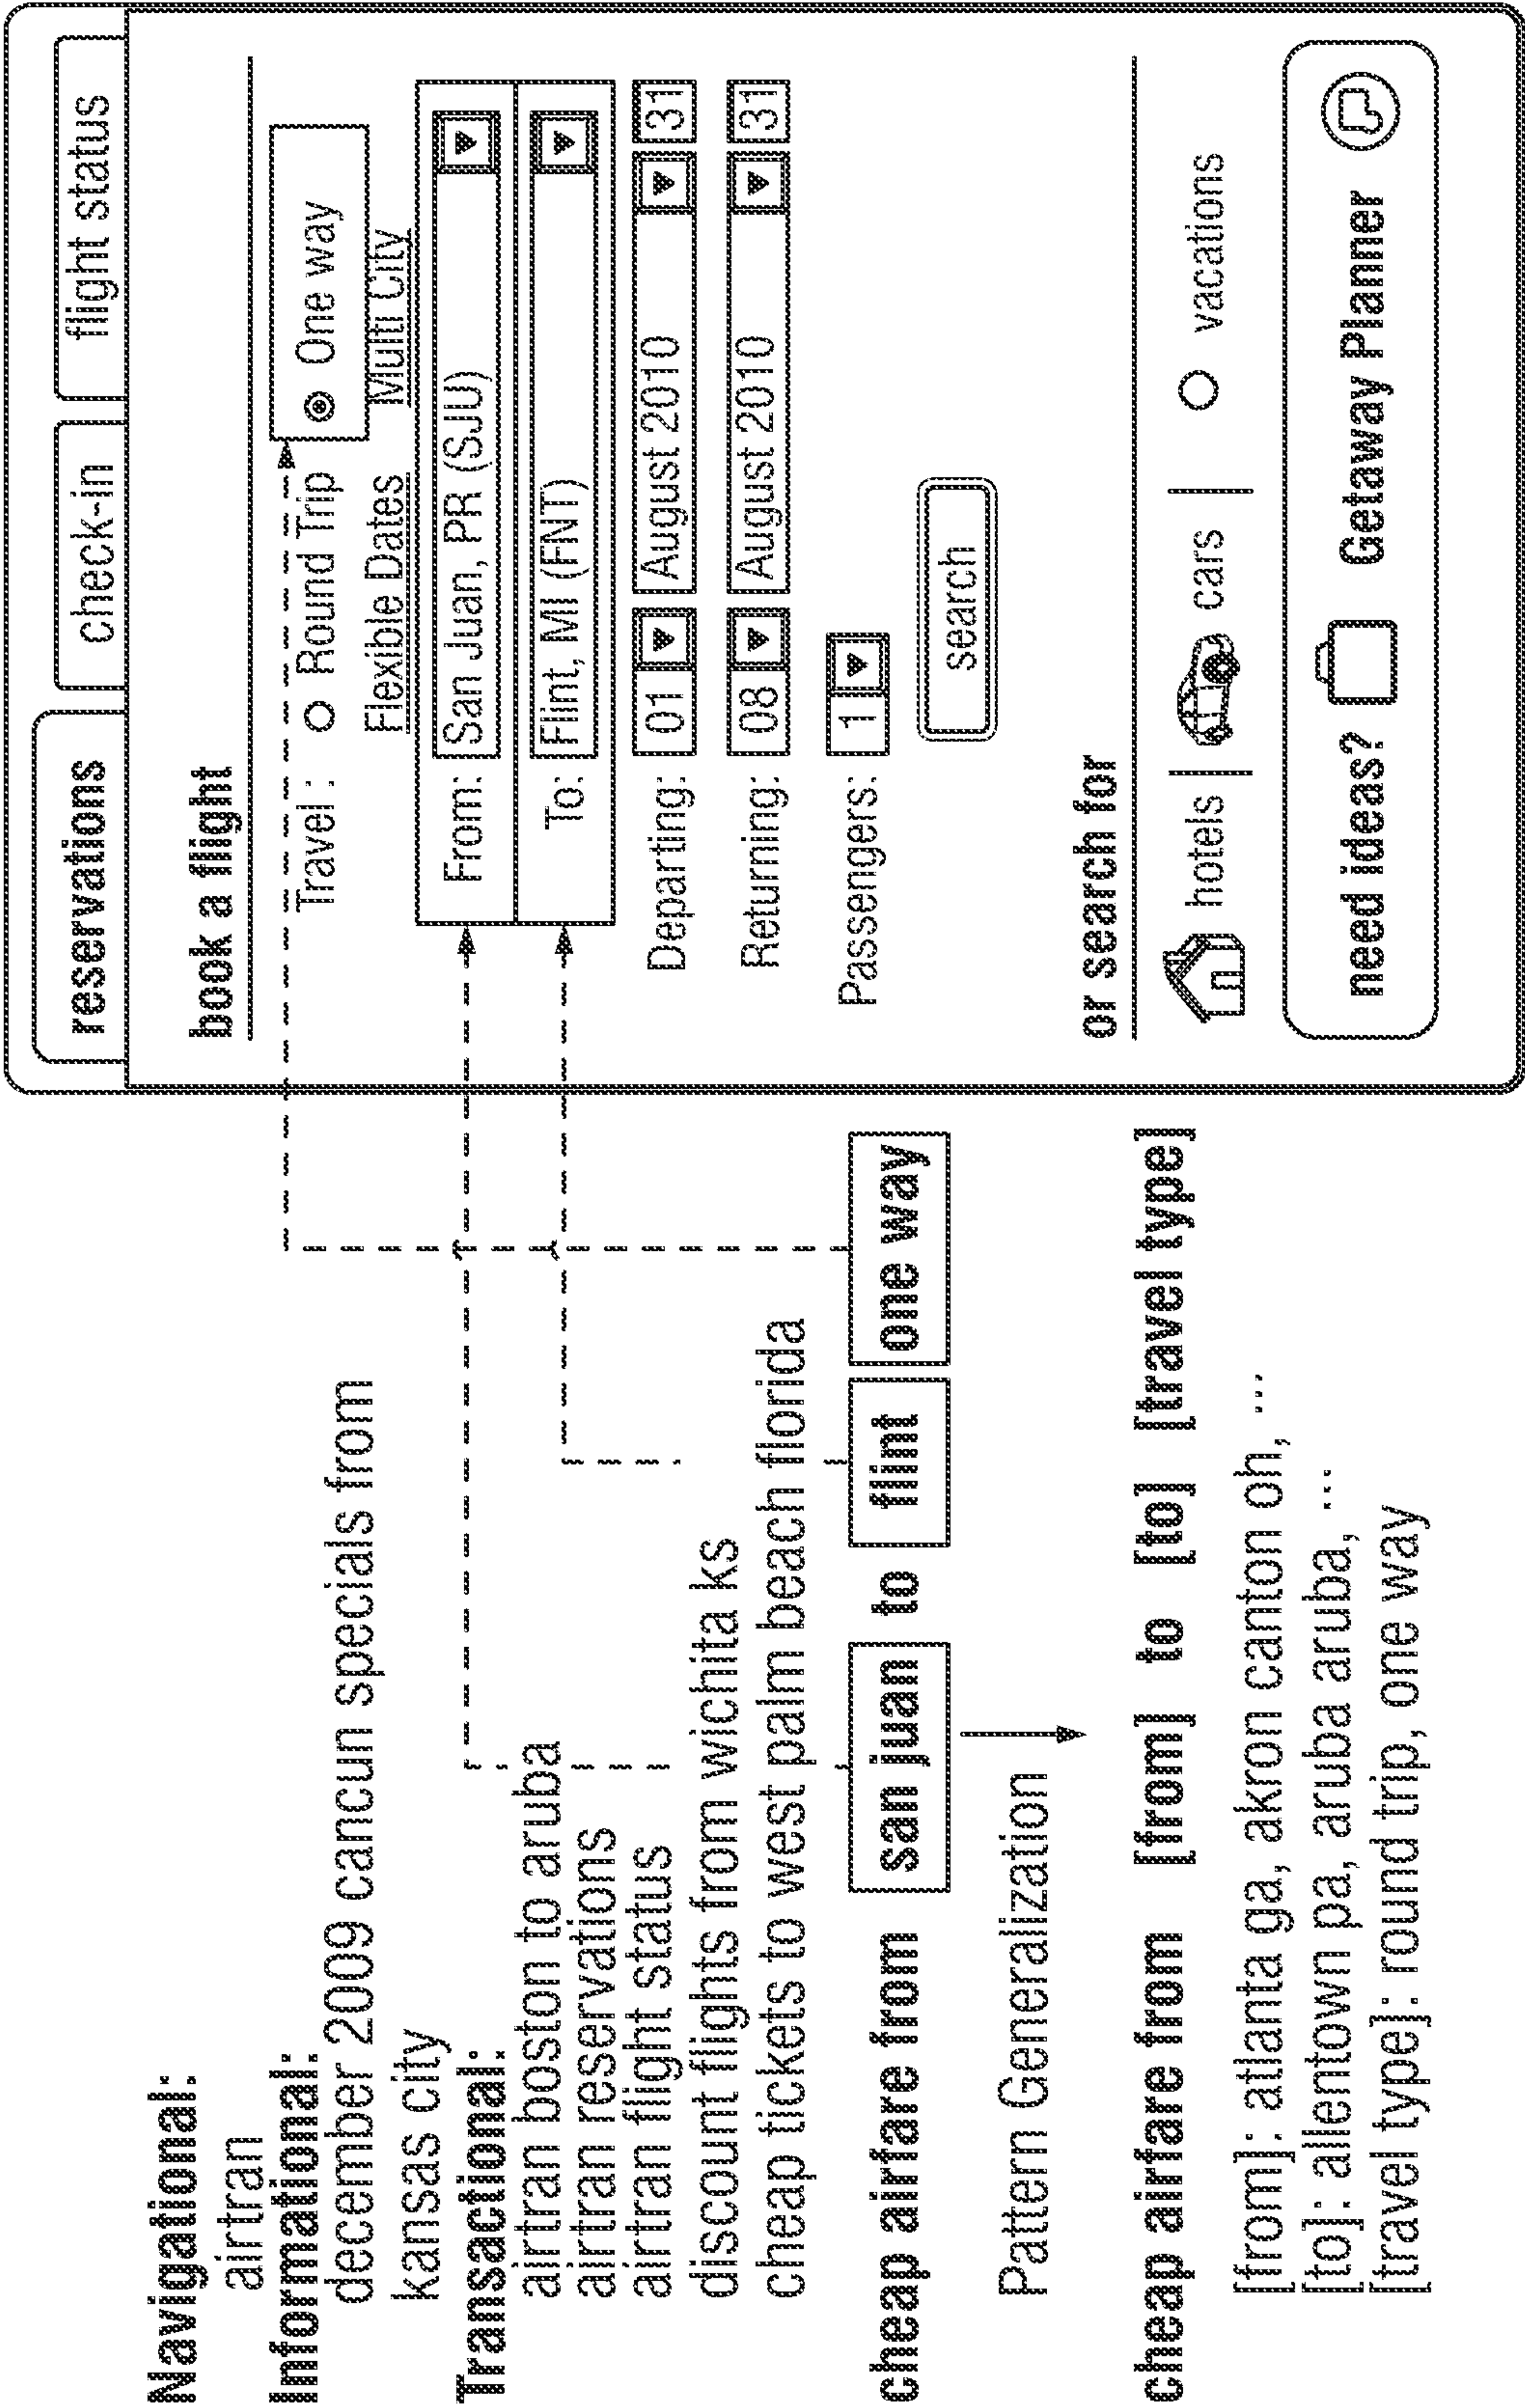 Navigational:
airtran
Informational:
december 2009 cancun specials from
kansas city
Transactional:
airtran boston to aruba
airtran reservations
airtran flight status
discount flights from wichita ks
cheap tickets to west palm beach florida
cheap airfare from san juan to flint one way
Pattern Generalization
cheap airfare from [from] to [to] [travel type]
[from]: atlanta ga, akron canton oh, ...
[to]: allentown pa, aruba aruba, ...
[travel type]: round trip, one way
reservations check-in flight status
book a flight
Travel : Round Trip One way
Flexible Dates Multi City
From: San Juan, PR (SJU)
To: Flint, MI (FNT)
Departing: 01 August 2010 31
Returning: 08 August 2010 31
Passengers: 1
search
or search for
hotels | cars | vacations
need ideas? Getaway Planner